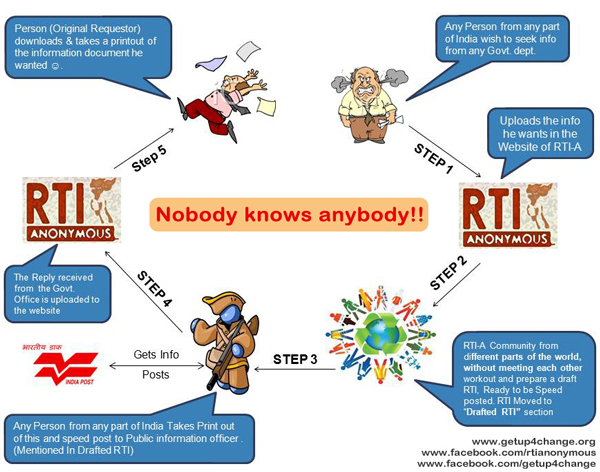 Person (Original Requestor)
downloads & takes a printout of
the information document he
wanted ☺.
Any Person from any part
of India wish to seek info
from any Govt. dept.
Step 5
STEP 1
Uploads the info
he wants in the
Website of RTI-A
RTI
ANONYMOUS
Nobody knows anybody!!
RTI
ANONYMOUS
The Reply received
from the Govt.
Office is uploaded to
the website
STEP 4
STEP 2
भारतीय डाक
INDIA POST
Gets Info
Posts
STEP 3
RTI-A Community from
different parts of the world,
without meeting each other
workout and prepare a draft
RTI, Ready to be Speed
posted. RTI Moved to
"Drafted RTI" section
Any Person from any part of India Takes Print out
of this and speed post to Public information officer.
(Mentioned In Drafted RTI)
www.getup4change.org
www.facebook.com/rtianonymous
www.facebook.com/getup4change